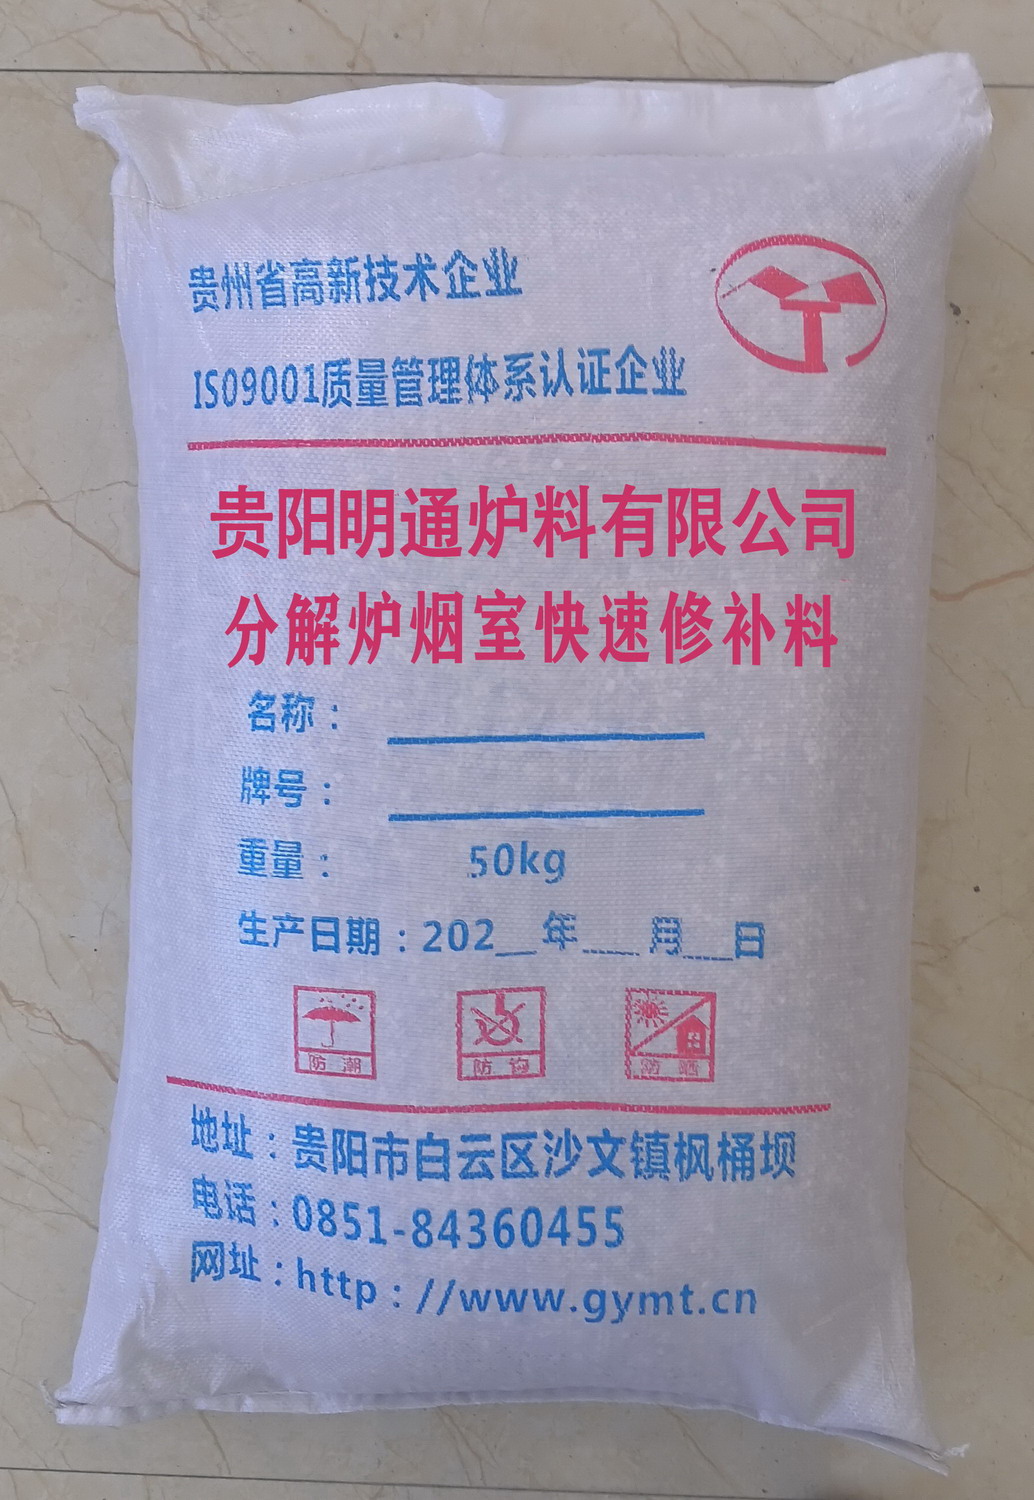 贵州省高新技术企业
ISO9001质量管理体系认证企业
贵阳明通炉料有限公司
分解炉烟室快速修补料
名称：
牌号：
重量： 50kg
生产日期：202__年____月____日
防潮 防钩 防晒
地址：贵阳市白云区沙文镇枫桶坝
电话：0851-84360455
网址：http：//www.gymt.cn